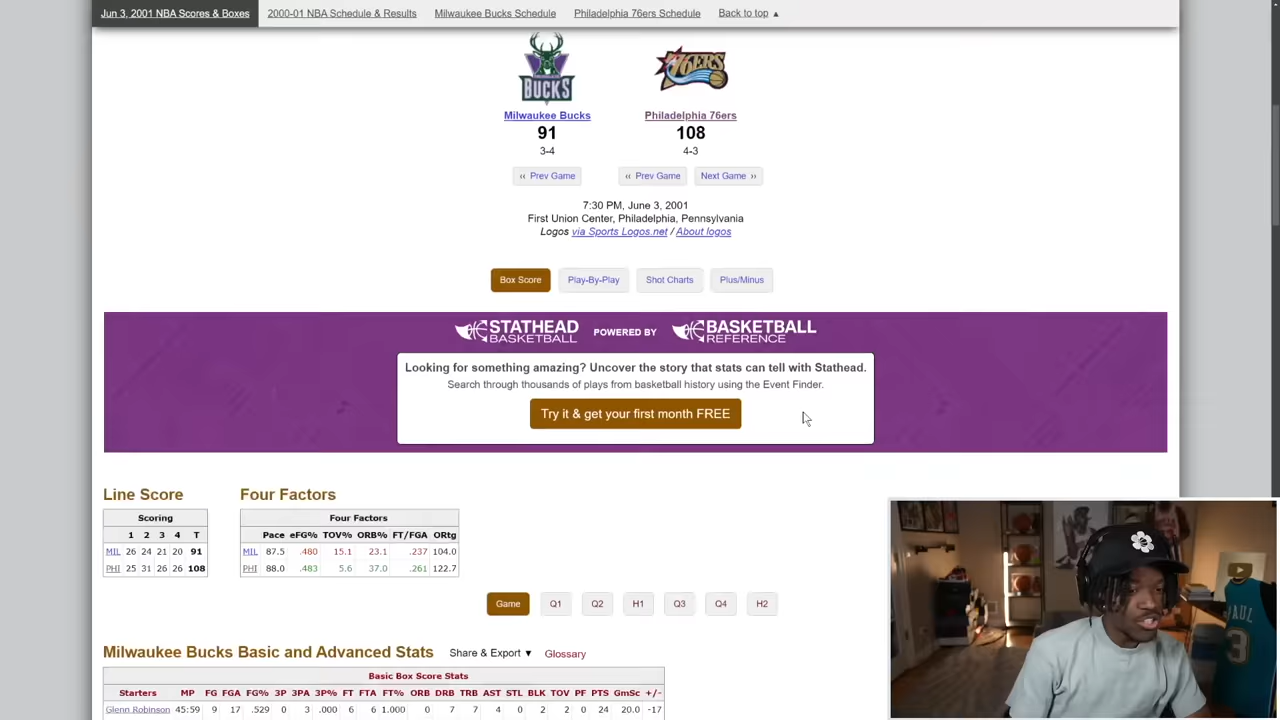 Jun 3, 2001 NBA Scores & Boxes 2000-01 NBA Schedule & Results Milwaukee Bucks Schedule Philadelphia 76ers Schedule Back to top ▲
BUCKS 76ERS
Milwaukee Bucks Philadelphia 76ers
91 108
3-4 4-3
‹‹ Prev Game ‹‹ Prev Game Next Game ››
7:30 PM, June 3, 2001
First Union Center, Philadelphia, Pennsylvania
Logos via Sports Logos.net / About logos
Box Score Play-By-Play Shot Charts Plus/Minus
STATHEAD BASKETBALL POWERED BY BASKETBALL REFERENCE
Looking for something amazing? Uncover the story that stats can tell with Stathead.
Search through thousands of plays from basketball history using the Event Finder.
Try it & get your first month FREE
Line Score Four Factors
Scoring Four Factors
1 2 3 4 T Pace eFG% TOV% ORB% FT/FGA ORtg
MIL 26 24 21 20 91 MIL 87.5 .480 15.1 23.1 .237 104.0
PHI 25 31 26 26 108 PHI 88.0 .483 5.6 37.0 .261 122.7
Game Q1 Q2 H1 Q3 Q4 H2
Milwaukee Bucks Basic and Advanced Stats Share & Export ▼ Glossary
Basic Box Score Stats
Starters MP FG FGA FG% 3P 3PA 3P% FT FTA FT% ORB DRB TRB AST STL BLK TOV PF PTS GmSc +/-
Glenn Robinson 45:59 9 17 .529 0 3 .000 6 6 1.000 0 7 7 4 0 2 2 0 24 20.0 -17
PAUL
3